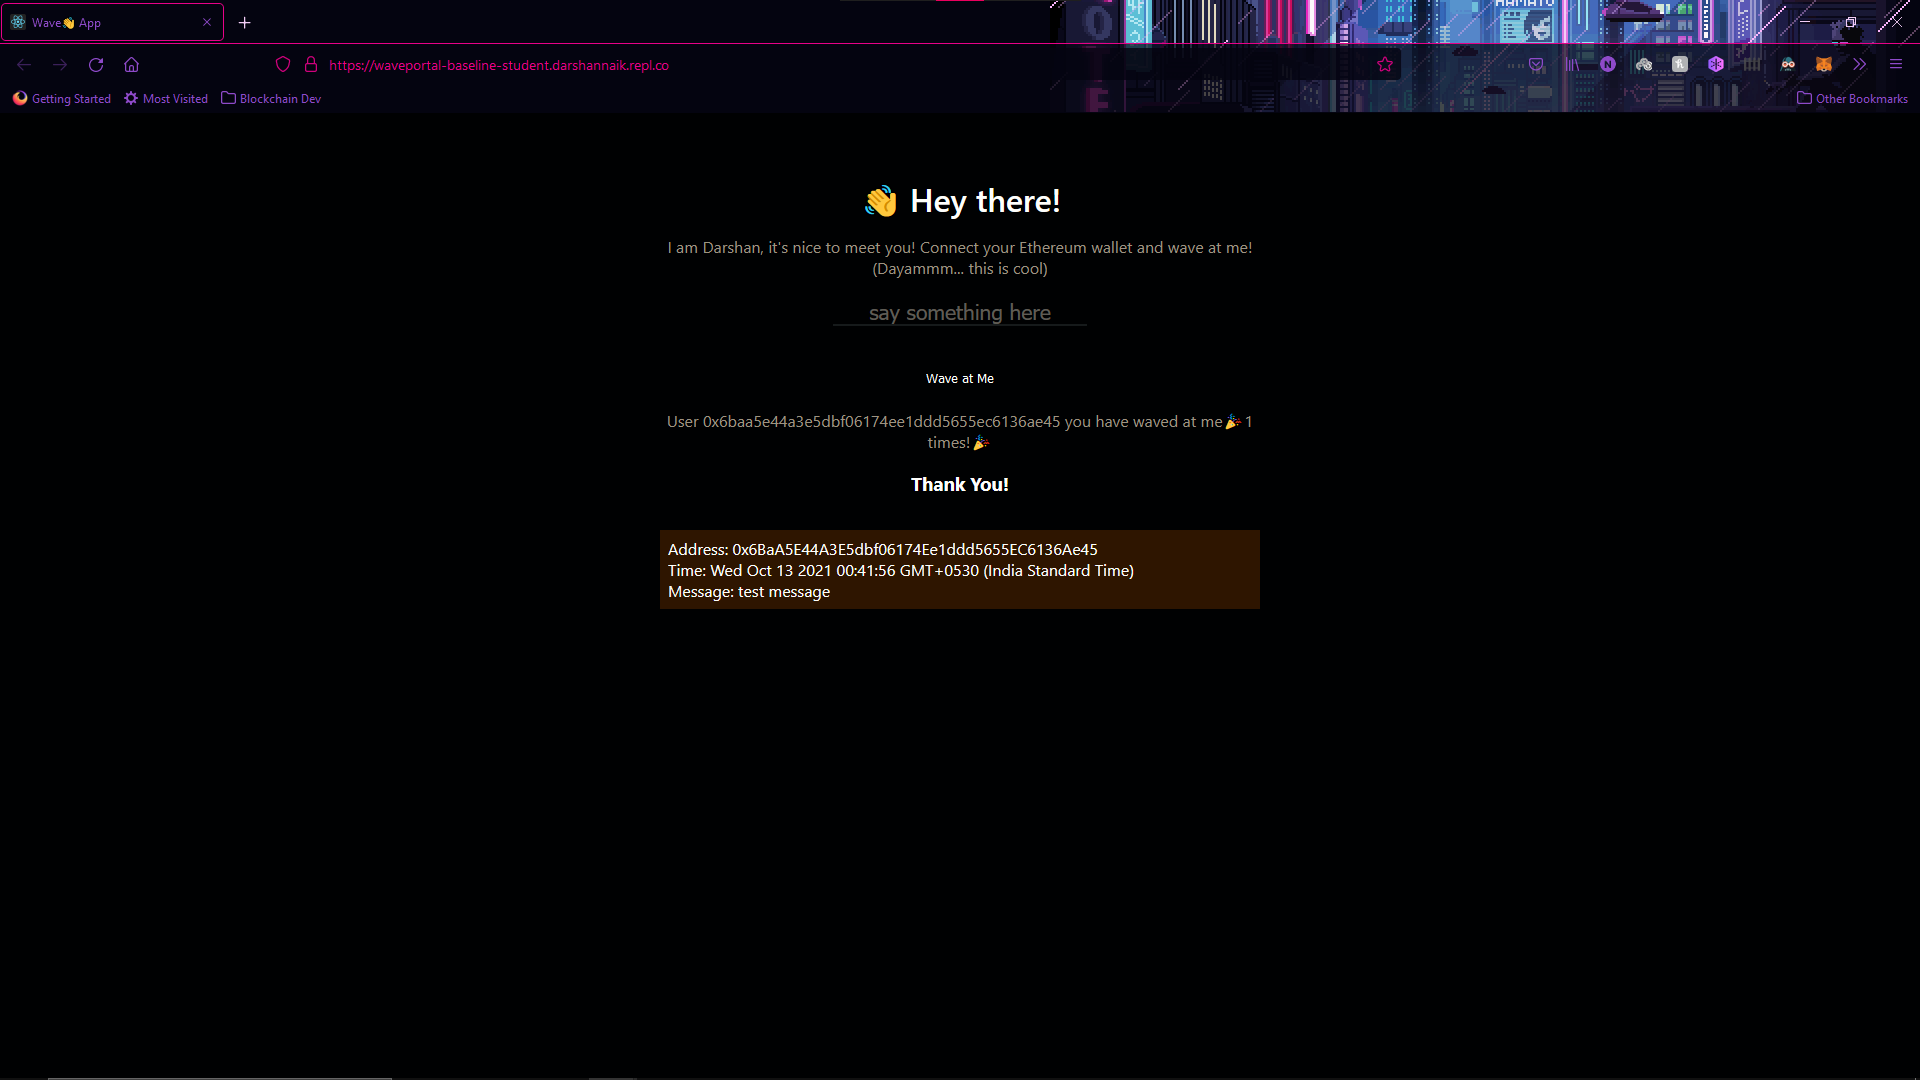 Wave👋 App
https://waveportal-baseline-student.darshannaik.repl.co
Getting Started
Most Visited
Blockchain Dev
Other Bookmarks
👋 Hey there!
I am Darshan, it's nice to meet you! Connect your Ethereum wallet and wave at me!
(Dayammm... this is cool)
say something here
Wave at Me
User 0x6baa5e44a3e5dbf06174ee1ddd5655ec6136ae45 you have waved at me🎉 1
times!🎉
Thank You!
Address: 0x6BaA5E44A3E5dbf06174Ee1ddd5655EC6136Ae45
Time: Wed Oct 13 2021 00:41:56 GMT+0530 (India Standard Time)
Message: test message